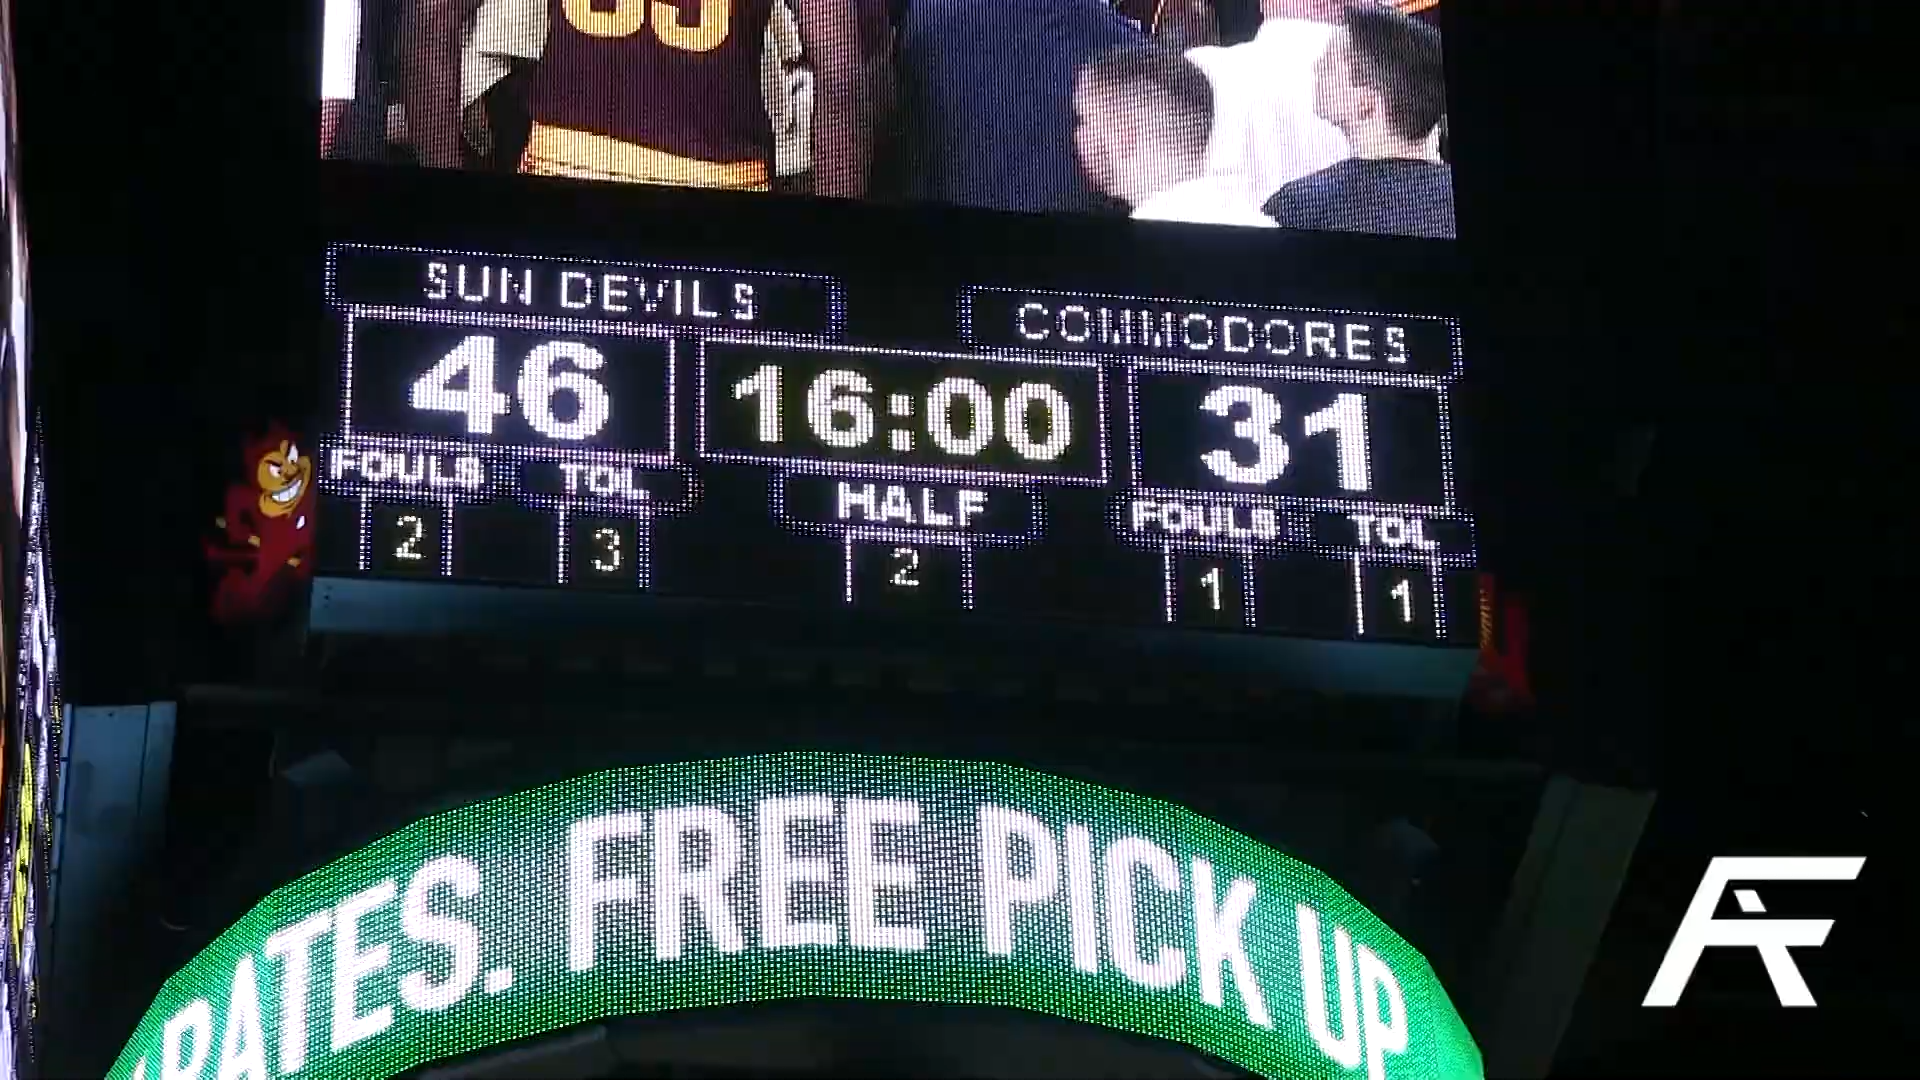 SUN DEVILS
COMMODORES
46
16:00
31
FOULS
TOL
HALF
FOULS
TOL
2
3
2
1
1
RATES. FREE PICK UP